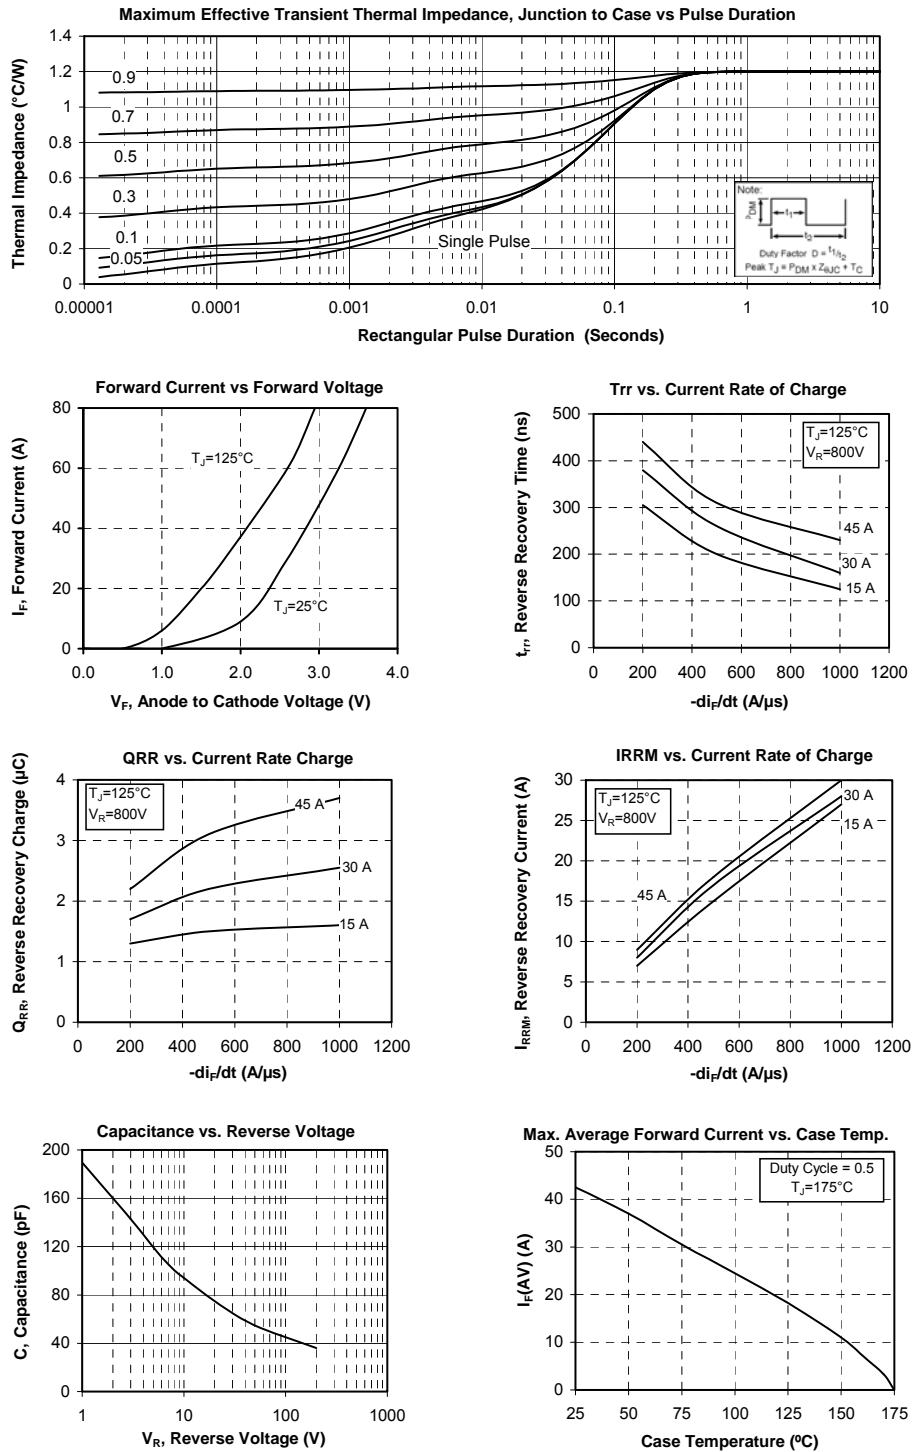 Maximum Effective Transient Thermal Impedance, Junction to Case vs Pulse Duration
Thermal Impedance (°C/W)
1.4
1.2
1
0.8
0.6
0.4
0.2
0
0.9
0.7
0.5
0.3
0.1
0.05
Single Pulse
Note:
PDM
t1
t2
Duty Factor D = t1/t2
Peak TJ = PDM x ZθJC + TC
0.00001
0.0001
0.001
0.01
0.1
1
10
Rectangular Pulse Duration (Seconds)
Forward Current vs Forward Voltage
IF, Forward Current (A)
80
60
40
20
0
TJ=125°C
TJ=25°C
0.0
1.0
2.0
3.0
4.0
VF, Anode to Cathode Voltage (V)
Trr vs. Current Rate of Charge
trr, Reverse Recovery Time (ns)
500
400
300
200
100
0
TJ=125°C
VR=800V
45 A
30 A
15 A
0
200
400
600
800
1000
1200
-diF/dt (A/µs)
QRR vs. Current Rate Charge
QRR, Reverse Recovery Charge (µC)
4
3
2
1
0
TJ=125°C
VR=800V
45 A
30 A
15 A
0
200
400
600
800
1000
1200
-diF/dt (A/µs)
IRRM vs. Current Rate of Charge
IRRM, Reverse Recovery Current (A)
30
25
20
15
10
5
0
TJ=125°C
VR=800V
30 A
15 A
45 A
0
200
400
600
800
1000
1200
-diF/dt (A/µs)
Capacitance vs. Reverse Voltage
C, Capacitance (pF)
200
160
120
80
40
0
1
10
100
1000
VR, Reverse Voltage (V)
Max. Average Forward Current vs. Case Temp.
IF(AV) (A)
50
40
30
20
10
0
Duty Cycle = 0.5
TJ=175°C
25
50
75
100
125
150
175
Case Temperature (ºC)